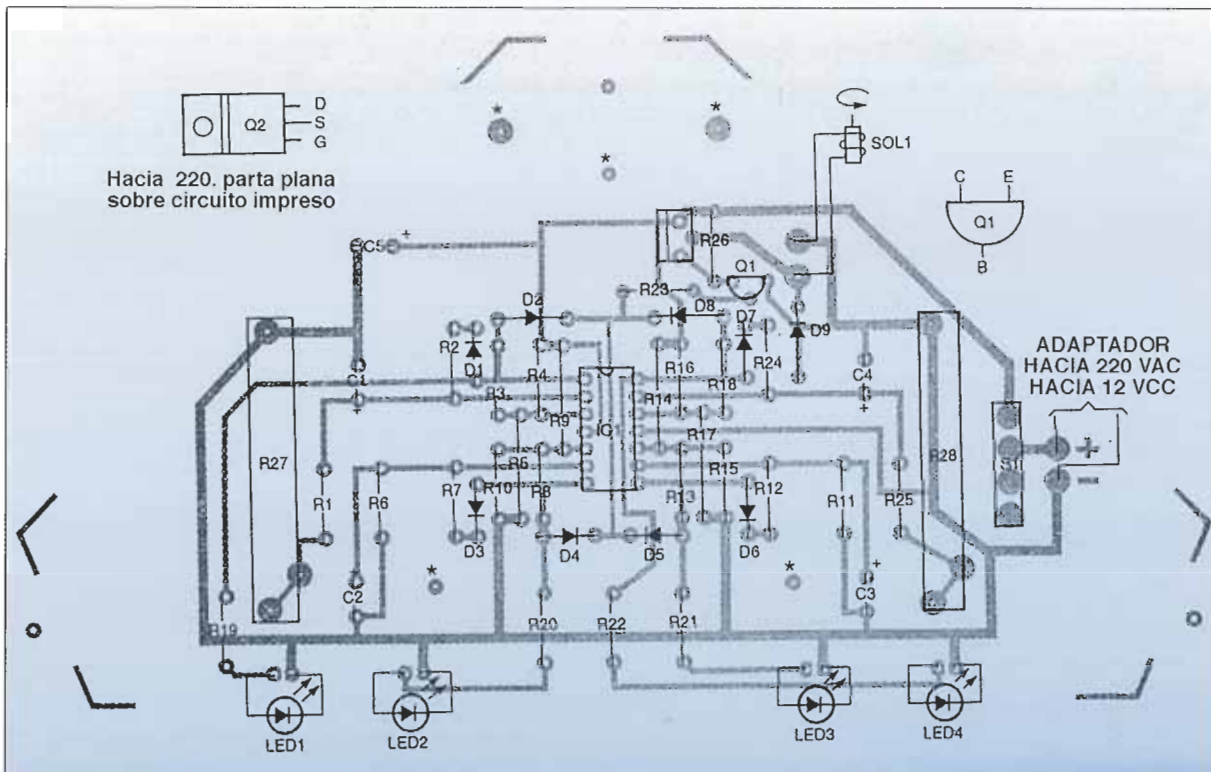 D
Q2
S
G
Hacia 220. parta plana
sobre circuito impreso
*
*
*
SOL1
C
E
Q1
B
C5
+
R26
Q1
R23
D2
D8
D7
D9
R2
D1
R4
R16
R18
R24
C4
+
C1
+
R3
R9
IC1
R14
ADAPTADOR
HACIA 220 VAC
HACIA 12 VCC
+
-
S1
R27
R1
R6
R7
R10
R5
R8
R17
R15
R13
R12
R11
R25
R28
D3
D4
D5
D6
*
*
+
C2
+
C3
R19
R20
R22
R21
LED1
LED2
LED3
LED4